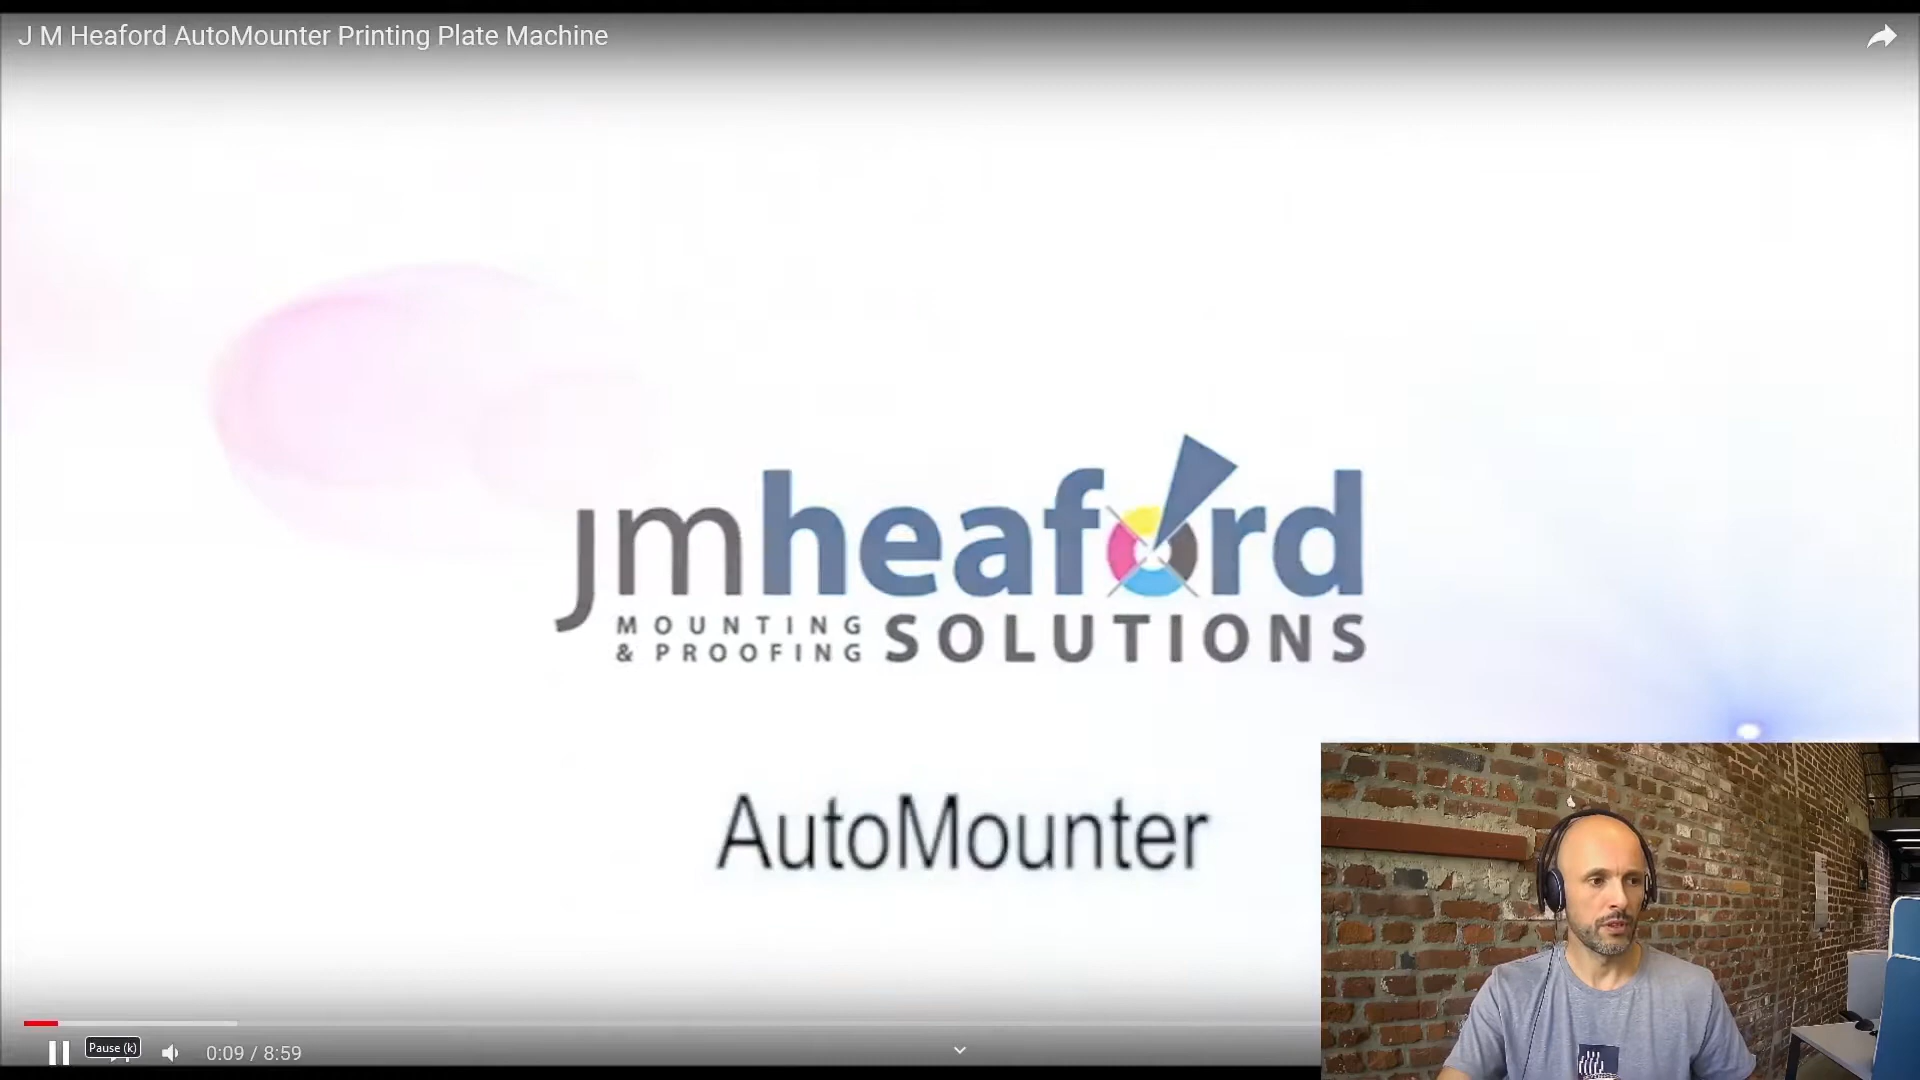 J M Heaford AutoMounter Printing Plate Machine
jmheaford
MOUNTING
& PROOFING
SOLUTIONS
AutoMounter
Pause (k)
0:09 / 8:59